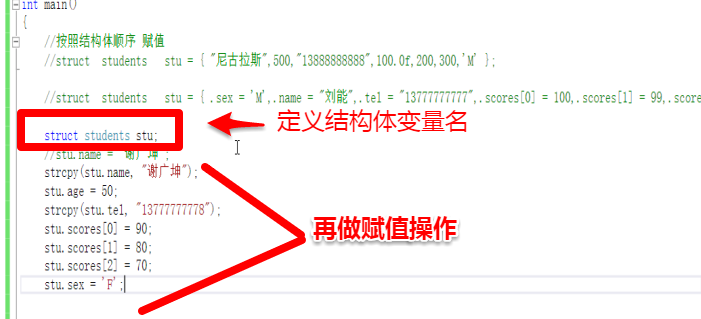 int main()
{
//按照结构体顺序 赋值
//struct students stu = { "尼古拉斯",500,"13888888888",100.0f,200,300,'M' };
//struct students stu = { .sex = 'M',.name = "刘能",.tel = "13777777777",.scores[0] = 100,.scores[1] = 99,.scores
struct students stu;
定义结构体变量名
//stu.name = "谢广坤";
strcpy(stu.name, "谢广坤");
stu.age = 50;
strcpy(stu.tel, "13777777778");
stu.scores[0] = 90;
再做赋值操作
stu.scores[1] = 80;
stu.scores[2] = 70;
stu.sex = 'F';